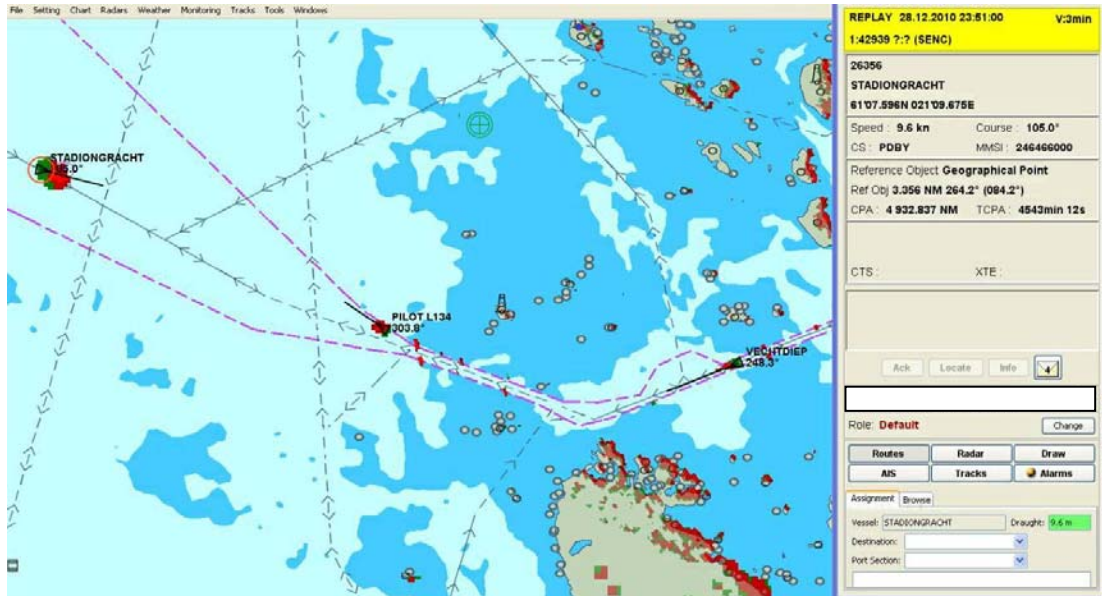 File Setting Chart Radars Weather Monitoring Tracks Tools Windows
STADIONGRACHT
PILOT L134
303.8°
VECHTDIEP
248.3°
REPLAY 28.12.2010 23:51:00 V:3min
1:42939 ?:? (SENC)
26356
STADIONGRACHT
61'07.596N 021'09.675E
Speed : 9.6 kn Course : 105.0°
CS : PDBY MMSI : 246466000
Reference Object Geographical Point
Ref Obj 3.356 NM 264.2° (084.2°)
CPA : 4 932.837 NM TCPA : 4543min 12s
CTS : XTE :
Ack Locate Info 4
Role: Default Change
Routes Radar Draw
AIS Tracks Alarms
Assignment Browse
Vessel: STADIONGRACHT Draught: 9.6 m
Destination:
Port Section: